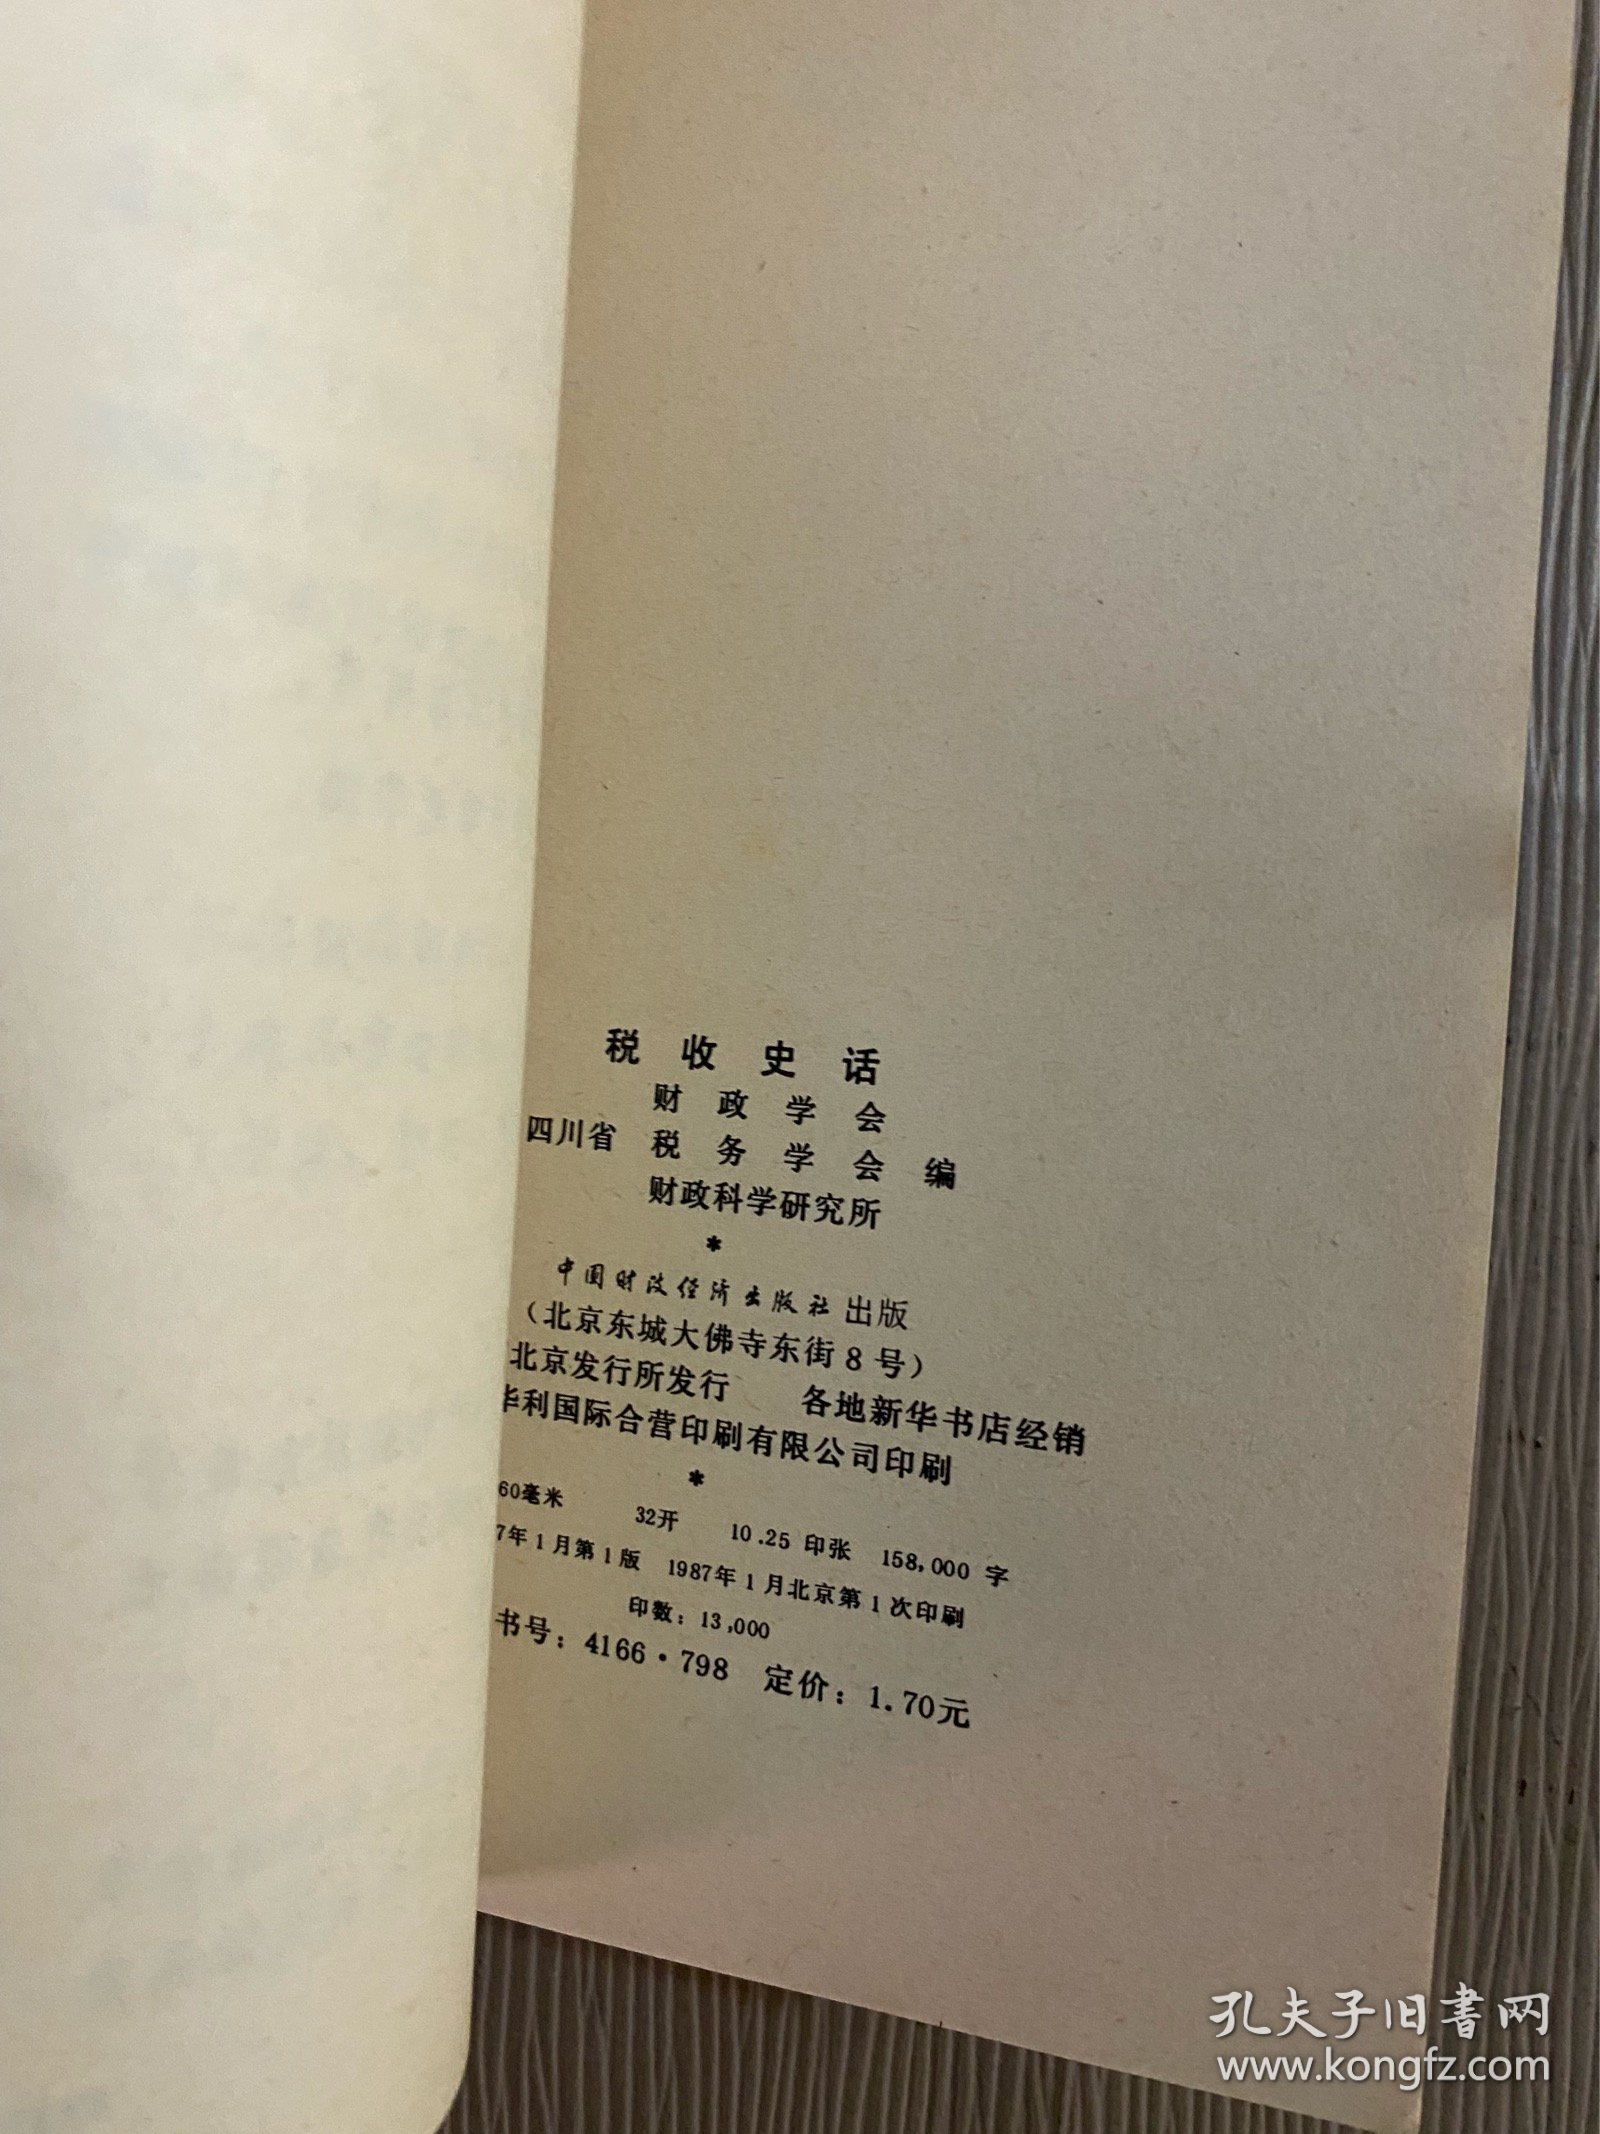 税收史话
财政学会
四川省 税务学会 编
财政科学研究所
*
中国财政经济出版社 出版
（北京东城大佛寺东街8号）
北京发行所发行 各地新华书店经销
华利国际合营印刷有限公司印刷
*
60毫米 32开 10.25 印张 158,000 字
7年1月第1版 1987年1月北京第1次印刷
印数：13,000
书号：4166·798 定价：1.70元
孔夫子旧書网
www.kongfz.com